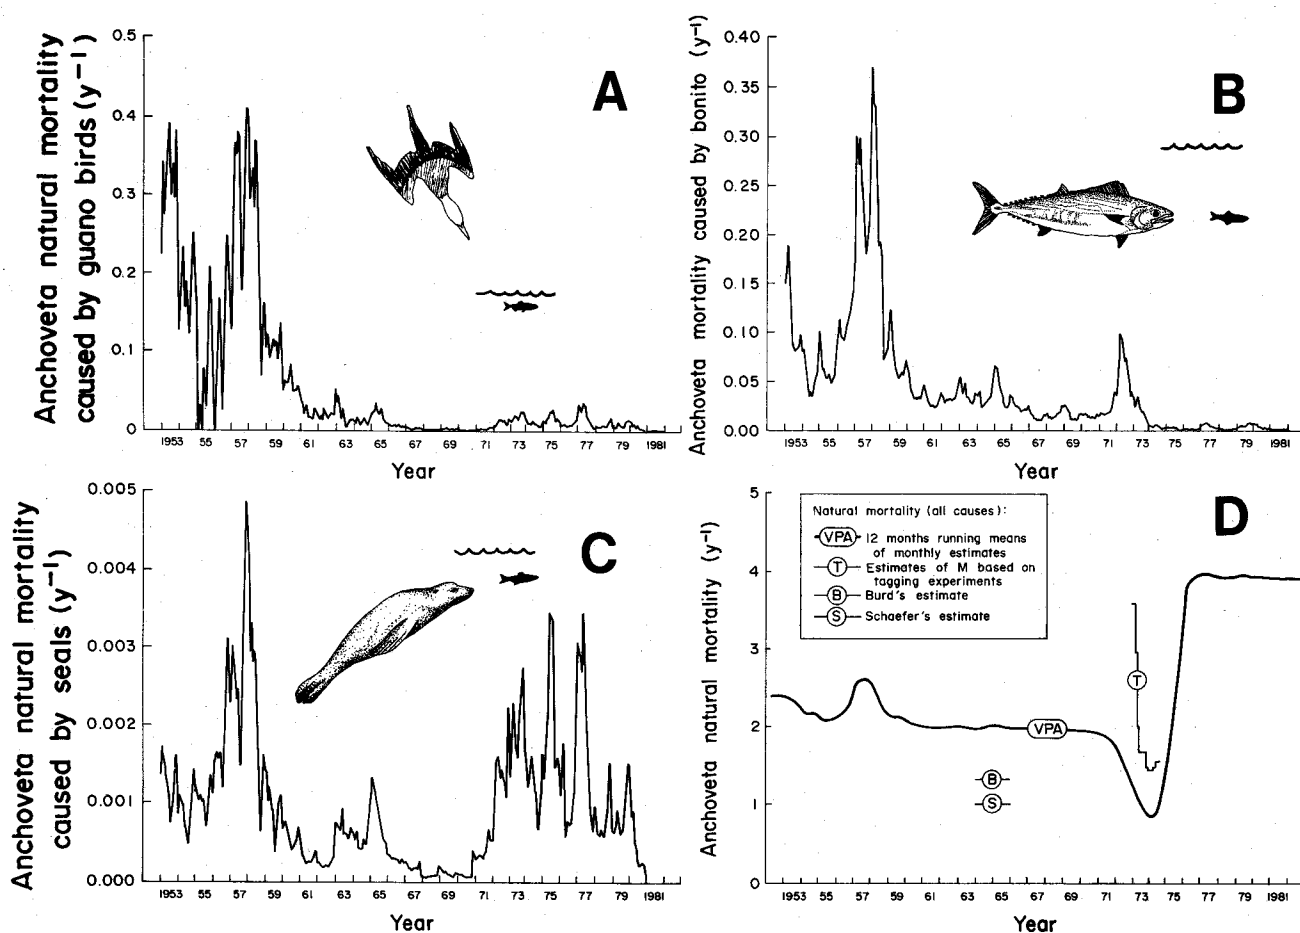 Anchoveta natural mortality
caused by guano birds (y⁻¹)
0.5
0.4
0.3
0.2
0.1
0
A
1953 55 57 59 61 63 65 67 69 71 73 75 77 79 1981
Year
Anchoveta mortality caused by bonito (y⁻¹)
0.40
0.35
0.30
0.25
0.20
0.15
0.10
0.05
0.00
B
1953 55 57 59 61 63 65 67 69 71 73 75 77 79 1981
Year
Anchoveta natural mortality
caused by seals (y⁻¹)
0.005
0.004
0.003
0.002
0.001
0.000
C
1953 55 57 59 61 63 65 67 69 71 73 75 77 79 1981
Year
Anchoveta natural mortality (y⁻¹)
5
4
3
2
1
0
D
Natural mortality (all causes):
VPA 12 months running means
of monthly estimates
T Estimates of M based on
tagging experiments
B Burd's estimate
S Schaefer's estimate
T
VPA
B
S
1953 55 57 59 61 63 65 67 69 71 73 75 77 79 1981
Year